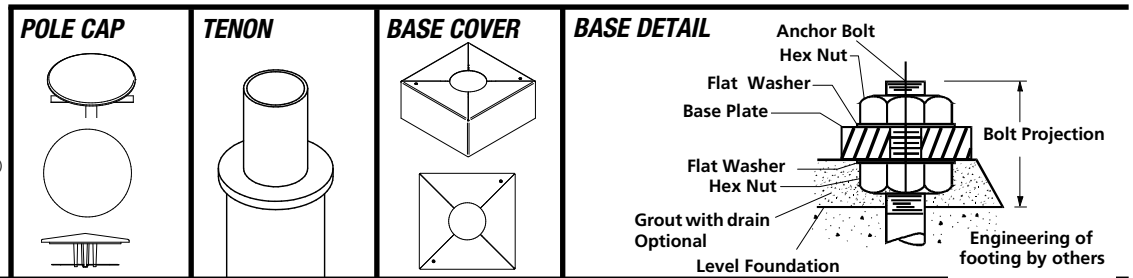 POLE CAP
TENON
BASE COVER
BASE DETAIL
Anchor Bolt
Hex Nut
Flat Washer
Base Plate
Bolt Projection
Flat Washer
Hex Nut
Grout with drain
Optional
Level Foundation
Engineering of
footing by others